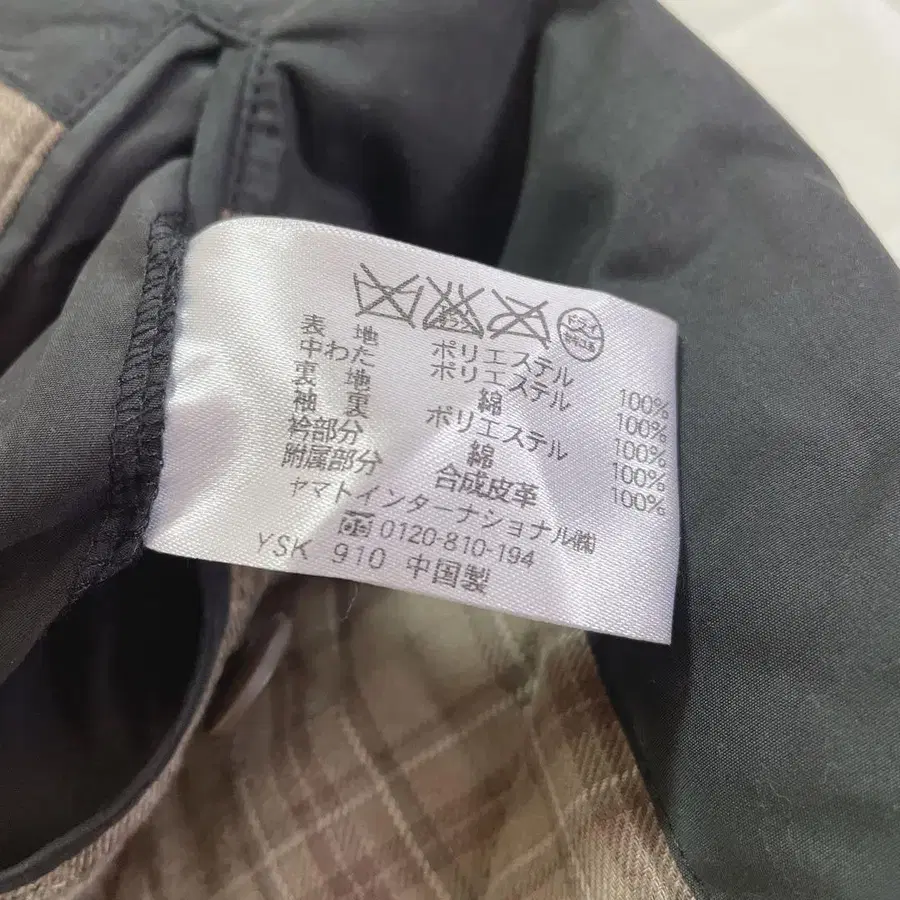 ドライ
表地 ポリエステル 100%
中わた ポリエステル 100%
裏地 綿 100%
袖裏 ポリエステル 100%
衿部分 綿 100%
附属部分 合成皮革
ヤマトインターナショナル㈱
0120-810-194
YSK 910 中国製